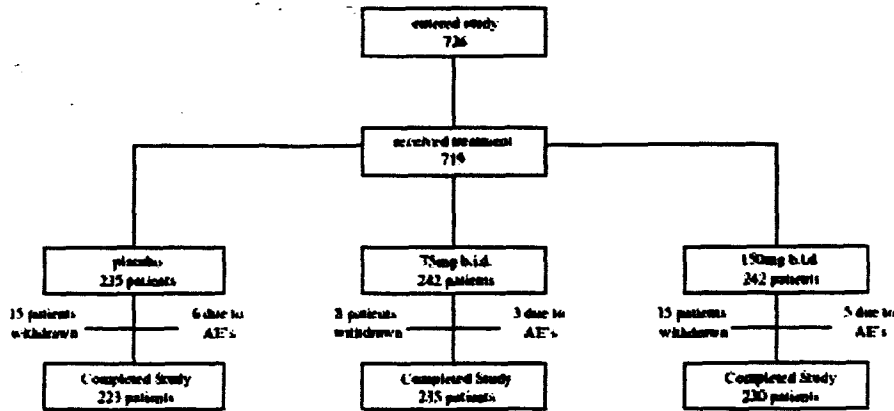 entered study
726
received treatment
719
placebo
235 patients
75mg b.i.d.
242 patients
150mg b.i.d.
242 patients
15 patients
withdrawn
6 due to
AE's
8 patients
withdrawn
3 due to
AE's
15 patients
withdrawn
5 due to
AE's
Completed Study
223 patients
Completed Study
235 patients
Completed Study
230 patients